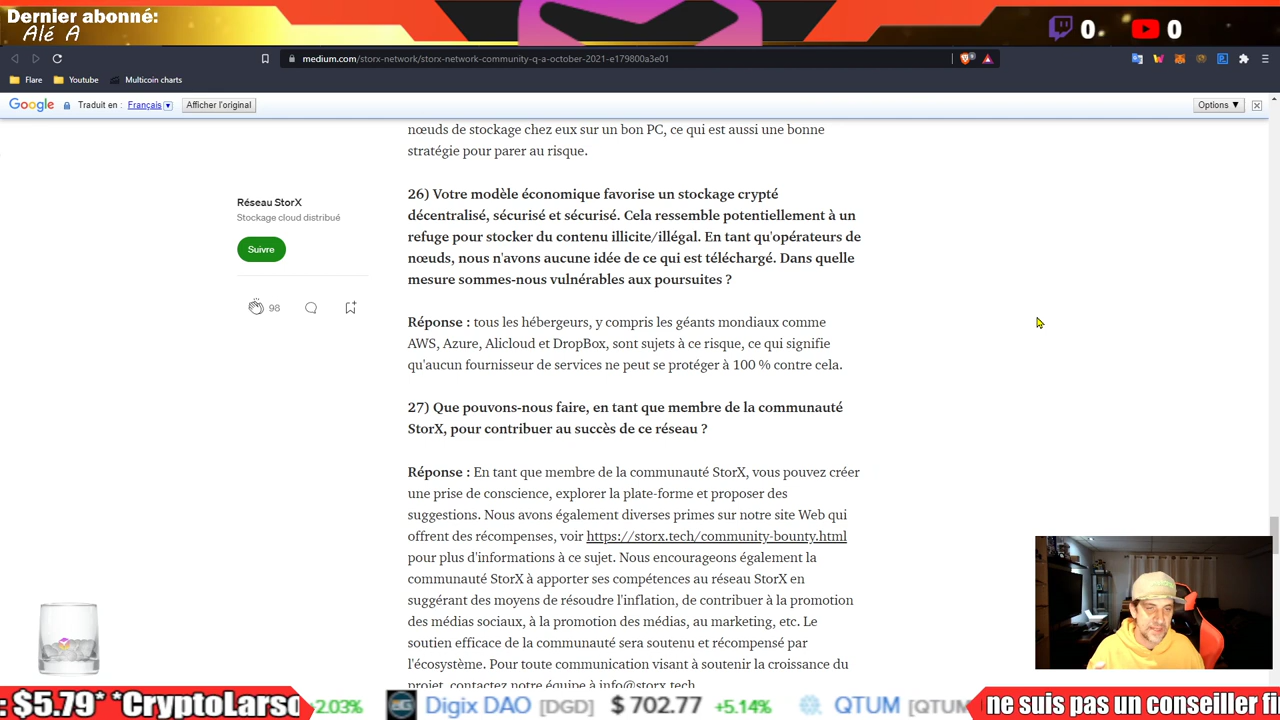 Dernier abonné:
Alé A
0
0
medium.com/storx-network/storx-network-community-q-a-october-2021-e179800a3e01
Flare
Youtube
Multicoin charts
Google
Traduit en : Français
Afficher l'original
Options ▼
nœuds de stockage chez eux sur un bon PC, ce qui est aussi une bonne
stratégie pour parer au risque.
Réseau StorX
Stockage cloud distribué
Suivre
98
26) Votre modèle économique favorise un stockage crypté
décentralisé, sécurisé et sécurisé. Cela ressemble potentiellement à un
refuge pour stocker du contenu illicite/illégal. En tant qu'opérateurs de
nœuds, nous n'avons aucune idée de ce qui est téléchargé. Dans quelle
mesure sommes-nous vulnérables aux poursuites ?
Réponse : tous les hébergeurs, y compris les géants mondiaux comme
AWS, Azure, Alicloud et DropBox, sont sujets à ce risque, ce qui signifie
qu'aucun fournisseur de services ne peut se protéger à 100 % contre cela.
27) Que pouvons-nous faire, en tant que membre de la communauté
StorX, pour contribuer au succès de ce réseau ?
Réponse : En tant que membre de la communauté StorX, vous pouvez créer
une prise de conscience, explorer la plate-forme et proposer des
suggestions. Nous avons également diverses primes sur notre site Web qui
offrent des récompenses, voir https://storx.tech/community-bounty.html
pour plus d'informations à ce sujet. Nous encourageons également la
communauté StorX à apporter ses compétences au réseau StorX en
suggérant des moyens de résoudre l'inflation, de contribuer à la promotion
des médias sociaux, à la promotion des médias, au marketing, etc. Le
soutien efficace de la communauté sera soutenu et récompensé par
l'écosystème. Pour toute communication visant à soutenir la croissance du
projet, contactez notre équipe à info@storx.tech
: $5.79* *CryptoLarso
+2.03%
Digix DAO [DGD] $ 702.77 +5.14%
QTUM [QTUM
ne suis pas un conseiller fi